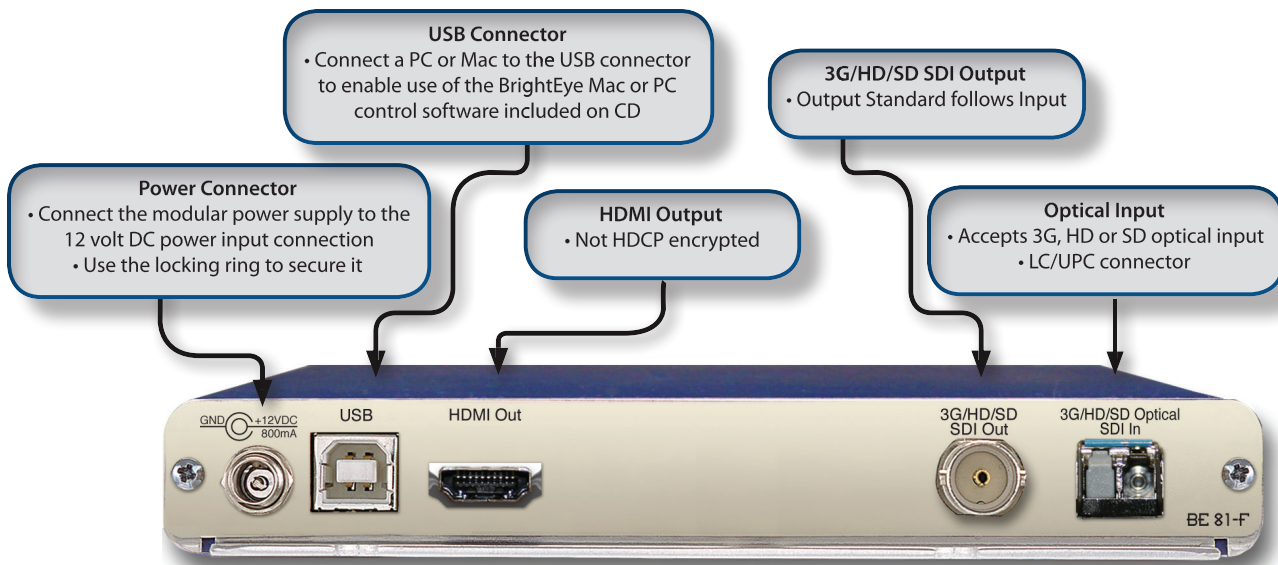 USB Connector
• Connect a PC or Mac to the USB connector
to enable use of the BrightEye Mac or PC
control software included on CD
3G/HD/SD SDI Output
• Output Standard follows Input
Power Connector
• Connect the modular power supply to the
12 volt DC power input connection
• Use the locking ring to secure it
HDMI Output
• Not HDCP encrypted
Optical Input
• Accepts 3G, HD or SD optical input
• LC/UPC connector
GND +12VDC
800mA
USB
HDMI Out
3G/HD/SD
SDI Out
3G/HD/SD Optical
SDI In
BE 81-F